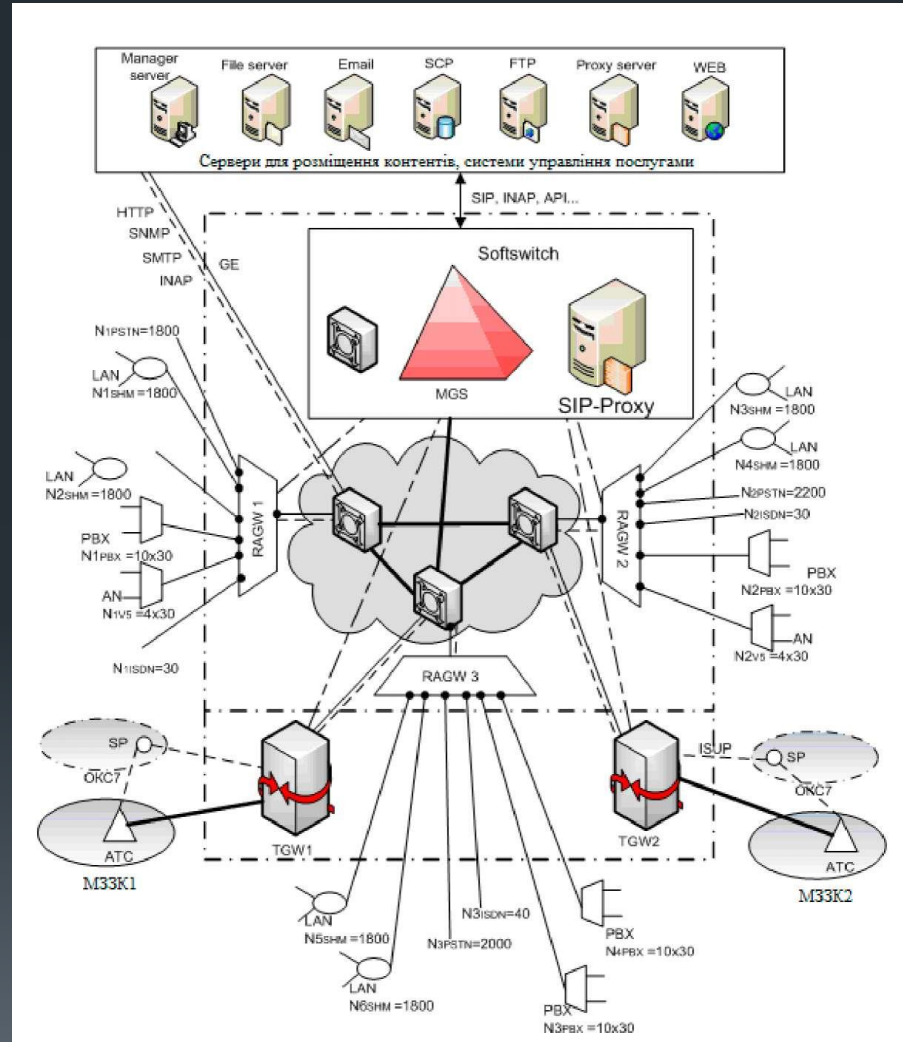 Manager
server
File server
Email
SCP
FTP
Proxy server
WEB
Сервери для розміщення контентів, системи управління послугами
SIP, INAP, API...
HTTP
SNMP
SMTP
INAP
GE
Softswitch
MGS
SIP-Proxy
N1PSTN=1800
LAN
N1SHM =1800
LAN
N2SHM =1800
PBX
N1PBX =10x30
AN
N1V5 =4x30
N1ISDN=30
RAGW 1
RAGW 2
LAN
N3SHM =1800
LAN
N4SHM =1800
N2PSTN=2200
N2ISDN=30
PBX
N2PBX =10x30
AN
N2V5 =4x30
RAGW 3
SP
ОКС7
АТС
МЗЗК1
TGW1
TGW2
ISUP
SP
ОКС7
АТС
МЗЗК2
LAN
N5SHM =1800
LAN
N6SHM =1800
N3PSTN=2000
N3ISDN=40
PBX
N4PBX =10x30
PBX
N3PBX =10x30